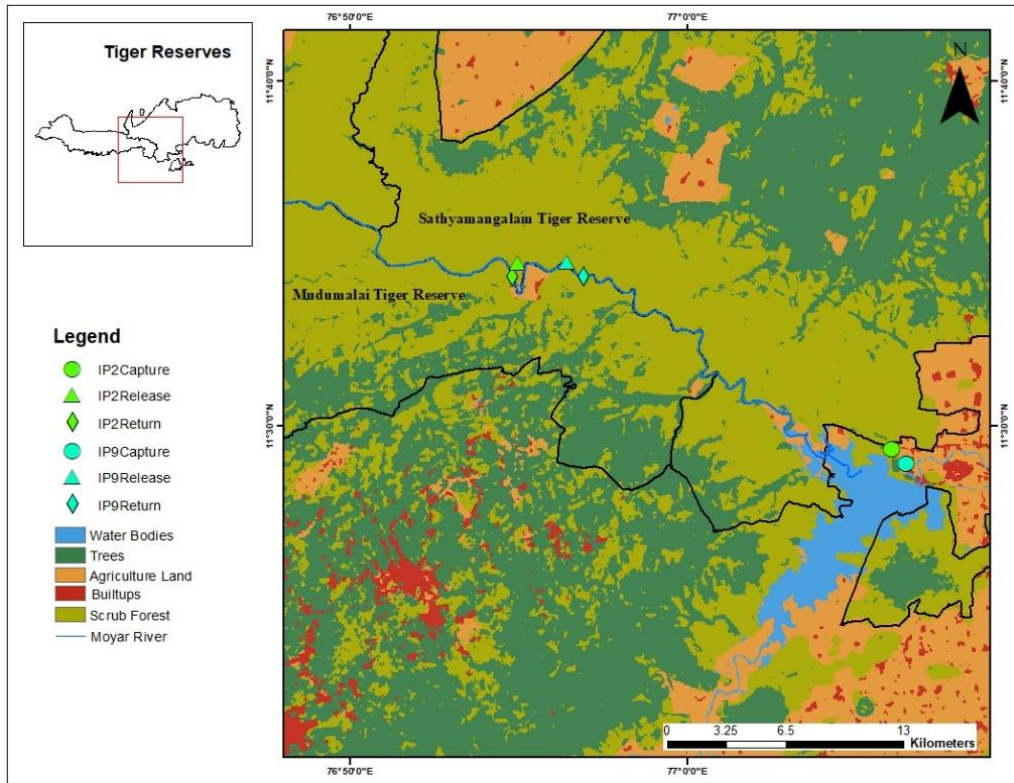 Tiger Reserves
76°50'0"E
77°0'0"E
11°40'0"N
11°40'0"N
N
Sathyamangalam Tiger Reserve
Mudumalai Tiger Reserve
Legend
IP2Capture
IP2Release
IP2Return
IP9Capture
IP9Release
IP9Return
Water Bodies
Trees
Agriculture Land
Builtups
Scrub Forest
Moyar River
11°30'0"N
11°30'0"N
0 3.25 6.5 13
Kilometers
76°50'0"E
77°0'0"E